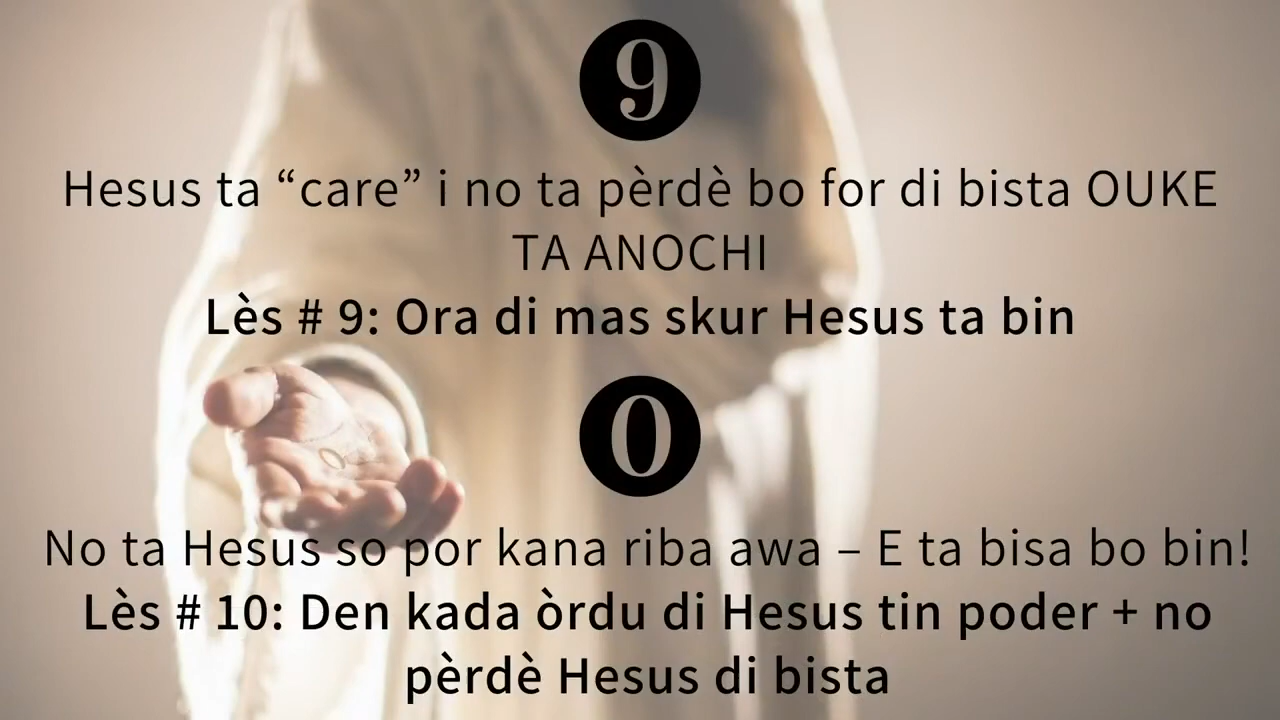 9
Hesus ta “care” i no ta pèrdè bo for di bista OUKE
TA ANOCHI
Lès # 9: Ora di mas skur Hesus ta bin
0
No ta Hesus so por kana riba awa – E ta bisa bo bin!
Lès # 10: Den kada òrdu di Hesus tin poder + no
pèrdè Hesus di bista